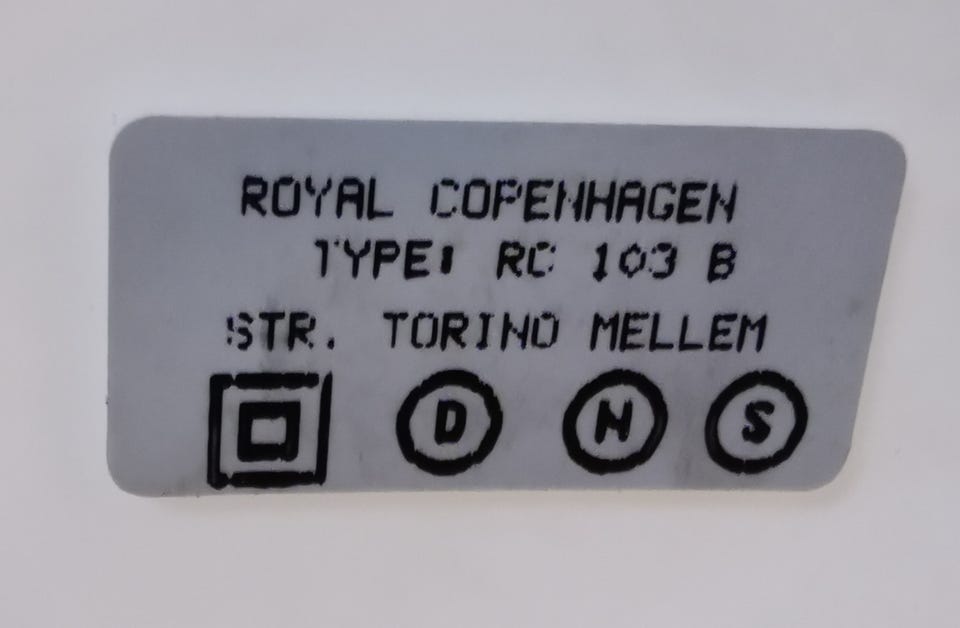 ROYAL COPENHAGEN
TYPE: RC 103 B
STR. TORINO MELLEM
D N S